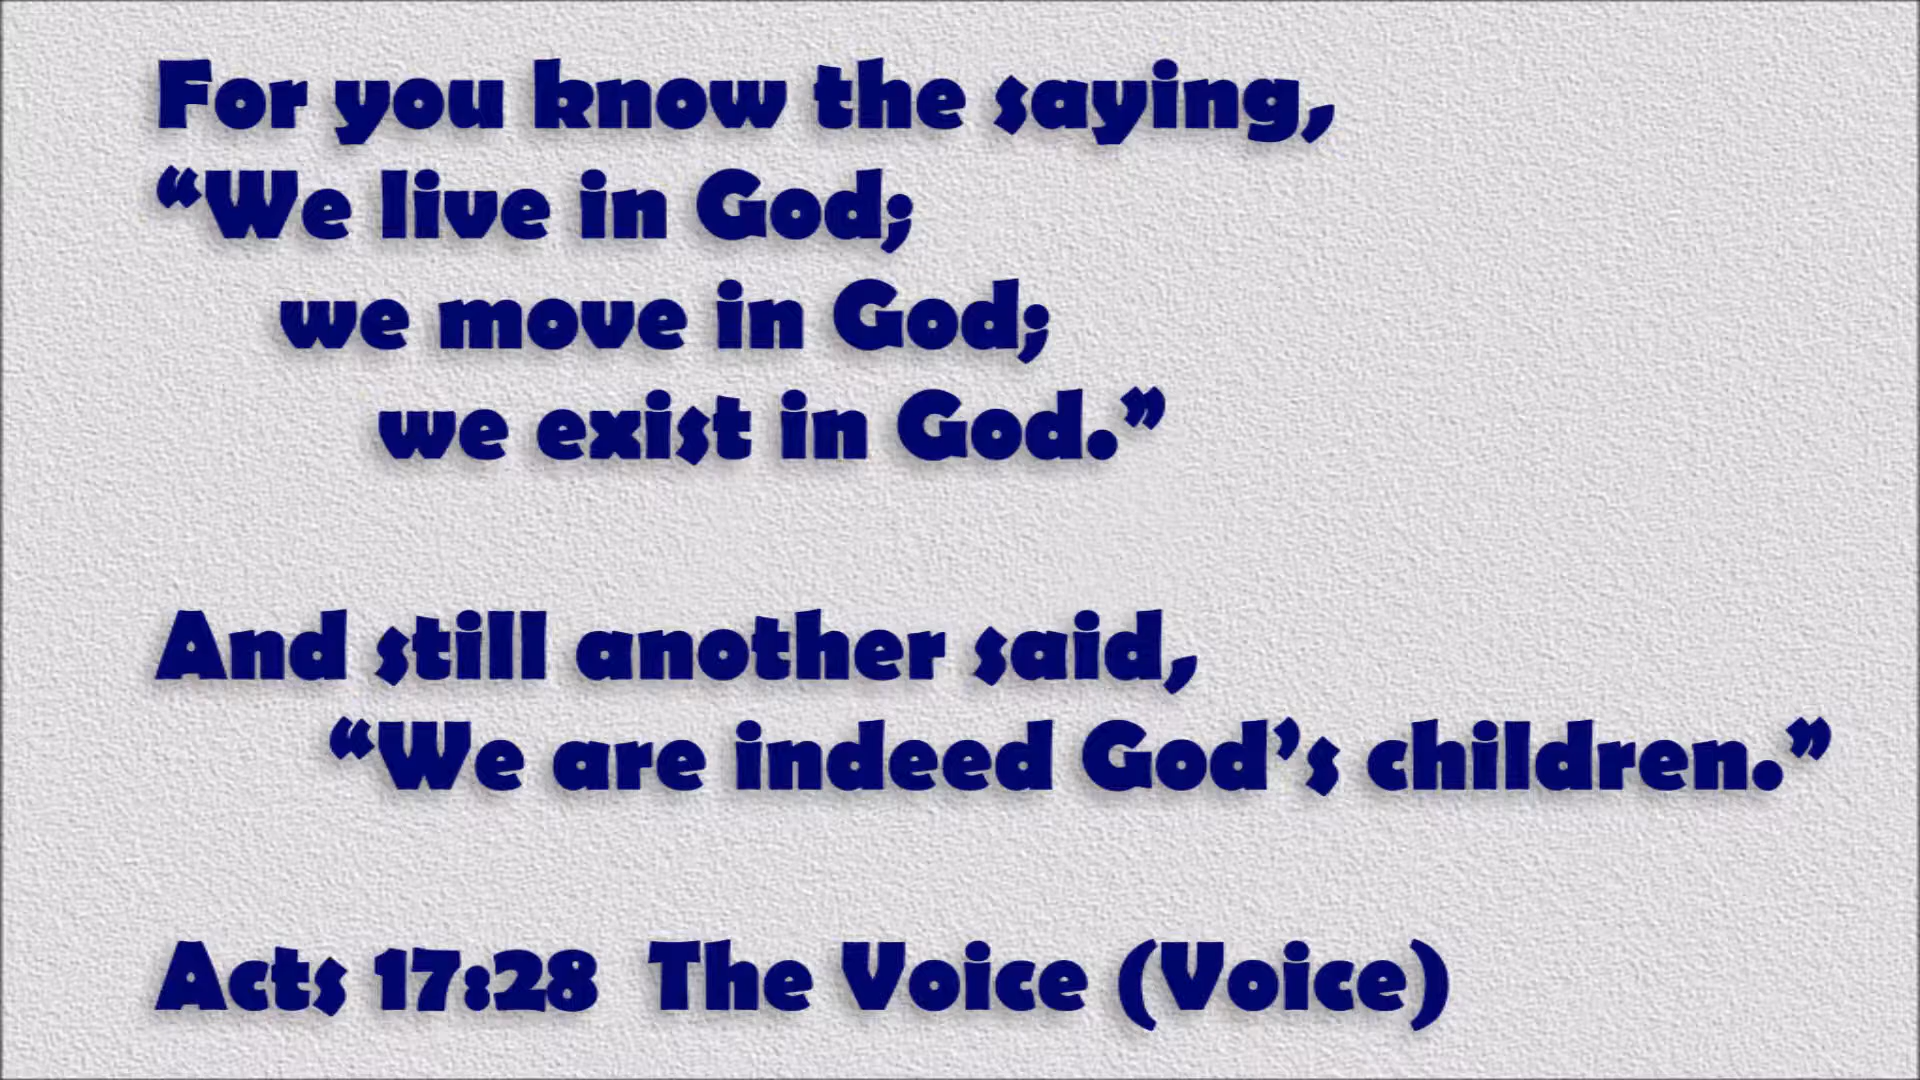 For you know the saying,
“We live in God;
we move in God;
we exist in God.”
And still another said,
“We are indeed God’s children.”
Acts 17:28 The Voice (Voice)